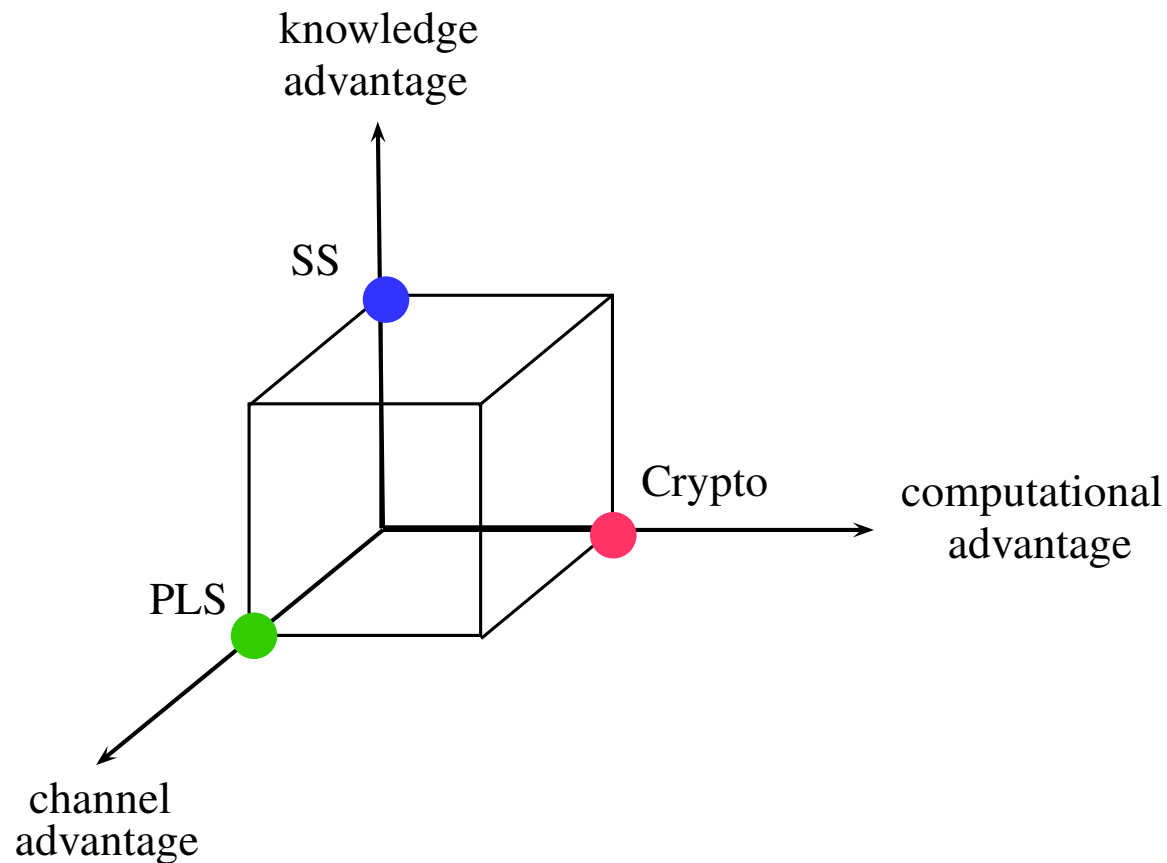 knowledge
advantage
SS
Crypto
computational
advantage
PLS
channel
advantage